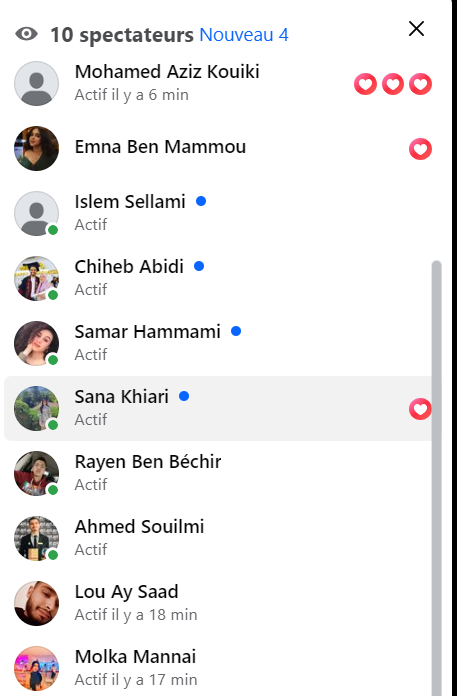 10 spectateurs Nouveau 4
Mohamed Aziz Kouiki
Actif il y a 6 min
Emna Ben Mammou
Islem Sellami
Actif
Chiheb Abidi
Actif
Samar Hammami
Actif
Sana Khiari
Actif
Rayen Ben Béchir
Actif
Ahmed Souilmi
Actif
Lou Ay Saad
Actif il y a 18 min
Molka Mannai
Actif il y a 17 min